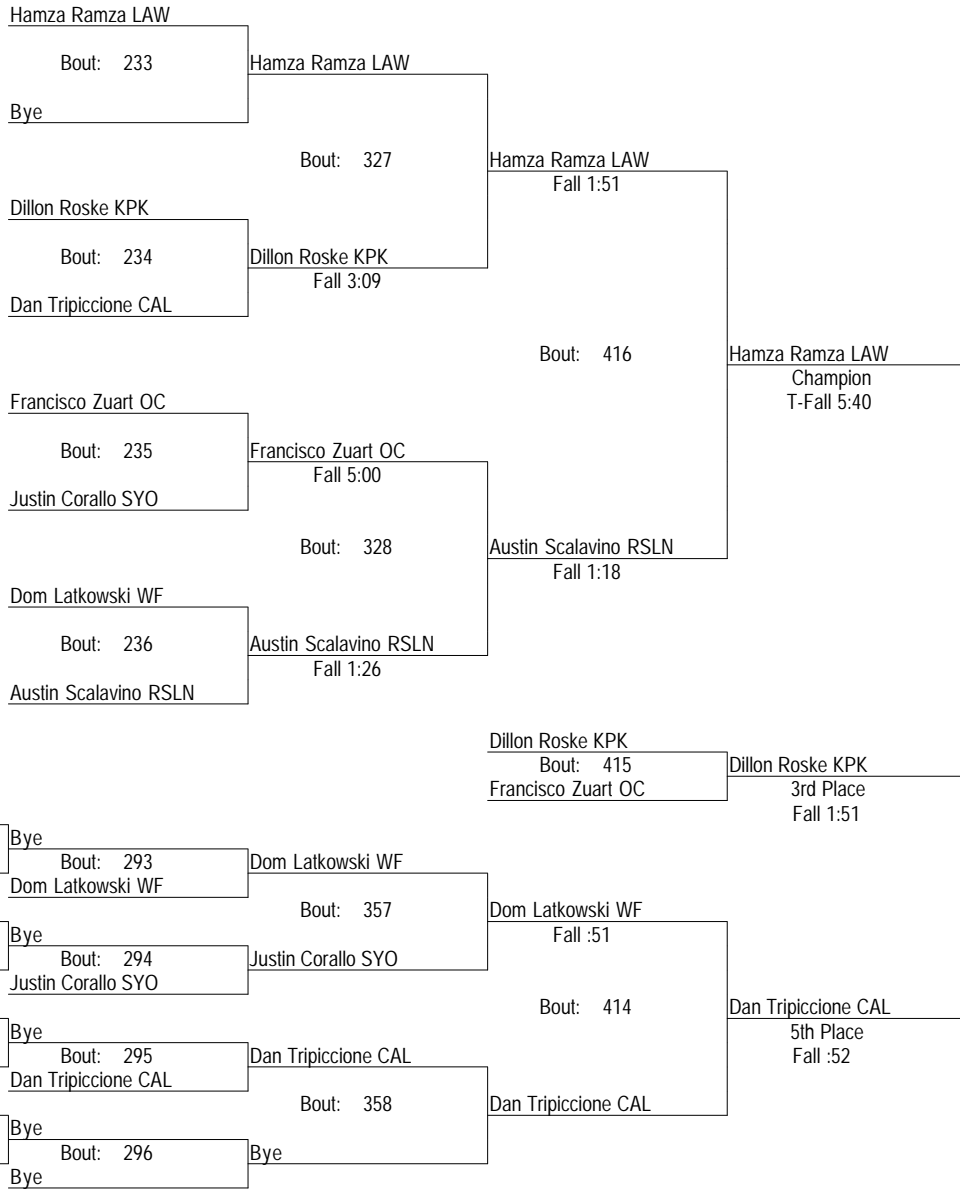 Hamza Ramza LAW
Bout: 233
Hamza Ramza LAW
Bye
Bout: 327
Hamza Ramza LAW
Fall 1:51
Dillon Roske KPK
Bout: 234
Dillon Roske KPK
Fall 3:09
Dan Tripiccione CAL
Bout: 416
Hamza Ramza LAW
Champion
T-Fall 5:40
Francisco Zuart OC
Bout: 235
Francisco Zuart OC
Fall 5:00
Justin Corallo SYO
Bout: 328
Austin Scalavino RSLN
Fall 1:18
Dom Latkowski WF
Bout: 236
Austin Scalavino RSLN
Fall 1:26
Austin Scalavino RSLN
Dillon Roske KPK
Bout: 415
Dillon Roske KPK
Francisco Zuart OC
3rd Place
Fall 1:51
Bye
Bout: 293
Dom Latkowski WF
Dom Latkowski WF
Bout: 357
Dom Latkowski WF
Fall :51
Bye
Bout: 294
Justin Corallo SYO
Justin Corallo SYO
Bout: 414
Dan Tripiccione CAL
5th Place
Fall :52
Bye
Bout: 295
Dan Tripiccione CAL
Dan Tripiccione CAL
Bout: 358
Dan Tripiccione CAL
Bye
Bout: 296
Bye
Bye